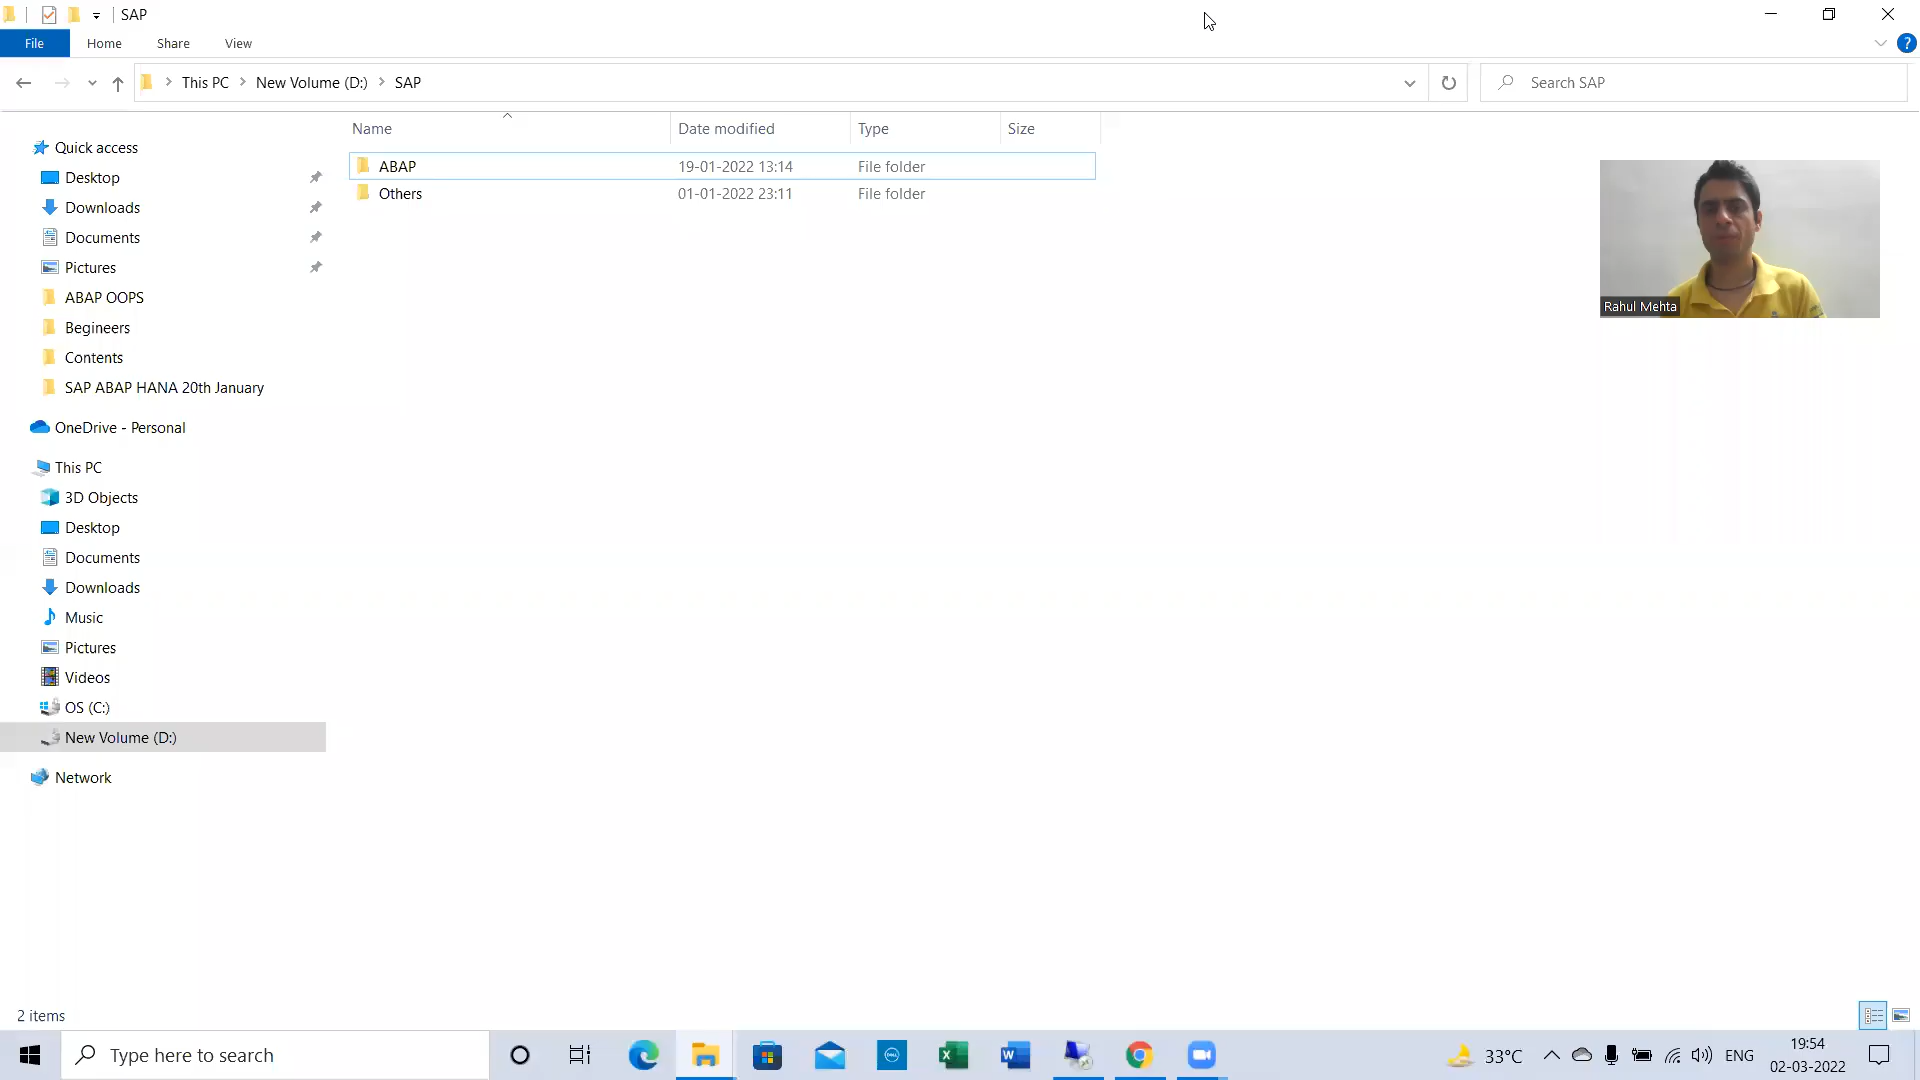 SAP
File Home Share View
This PC New Volume (D:) SAP
Search SAP
Name Date modified Type Size
ABAP 19-01-2022 13:14 File folder
Others 01-01-2022 23:11 File folder
Quick access
Desktop
Downloads
Documents
Pictures
ABAP OOPS
Begineers
Contents
SAP ABAP HANA 20th January
OneDrive - Personal
This PC
3D Objects
Desktop
Documents
Downloads
Music
Pictures
Videos
OS (C:)
New Volume (D:)
Network
Rahul Mehta
2 items
Type here to search
33°C
ENG
19:54
02-03-2022